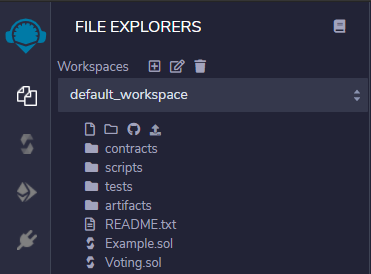 FILE EXPLORERS
Workspaces
default_workspace
contracts
scripts
tests
artifacts
README.txt
Example.sol
Voting.sol